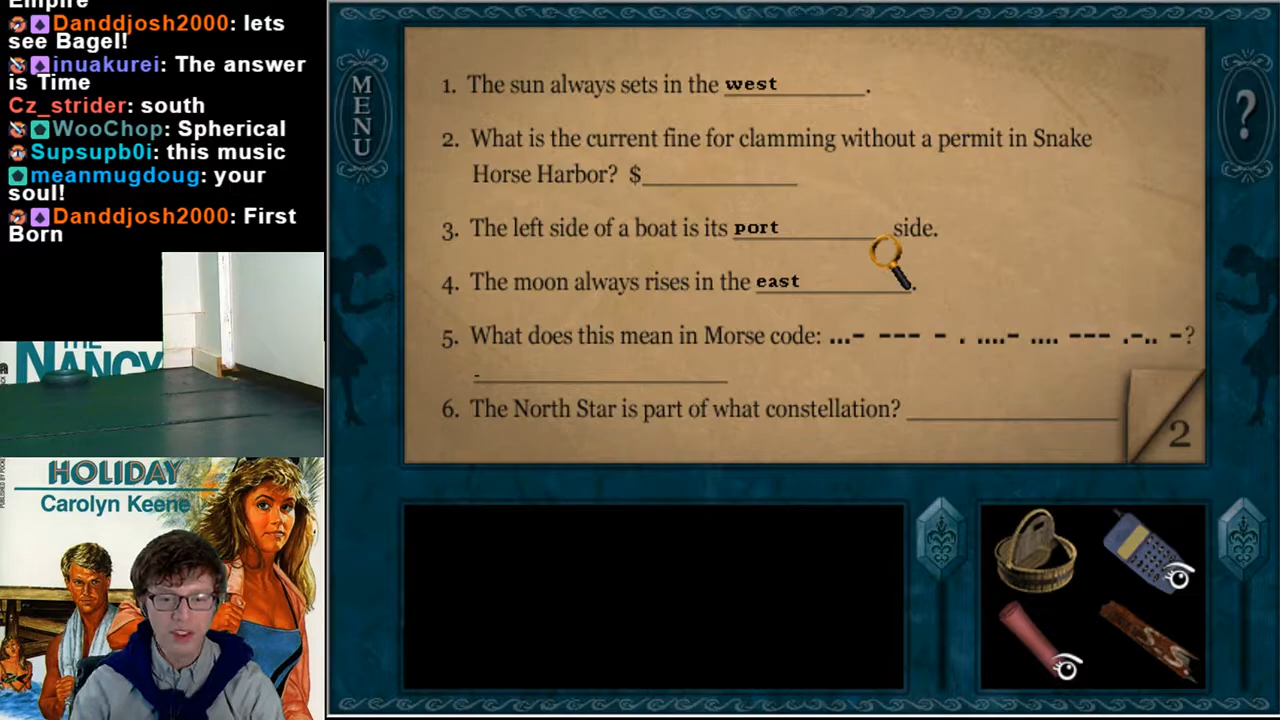 Empire
Danddjosh2000: lets
see Bagel!
inuakurei: The answer
is Time
Cz_strider: south
WooChop: Spherical
Supsupb0i: this music
meanmugdoug: your
soul!
Danddjosh2000: First
Born
THE
NANCY
HOLIDAY
Carolyn Keene
MENU
?
1. The sun always sets in the west.
2. What is the current fine for clamming without a permit in Snake
Horse Harbor? $
3. The left side of a boat is its port side.
4. The moon always rises in the east.
5. What does this mean in Morse code: ...- --- - . ....- .... --- .-.. -?
-
6. The North Star is part of what constellation?
2